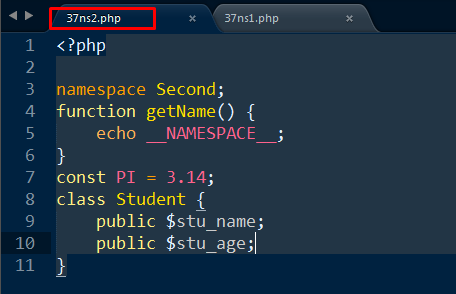 37ns2.php × 37ns1.php ×
1 <?php
2
3 namespace Second;
4 function getName() {
5     echo __NAMESPACE__;
6 }
7 const PI = 3.14;
8 class Student {
9     public $stu_name;
10     public $stu_age;
11 }